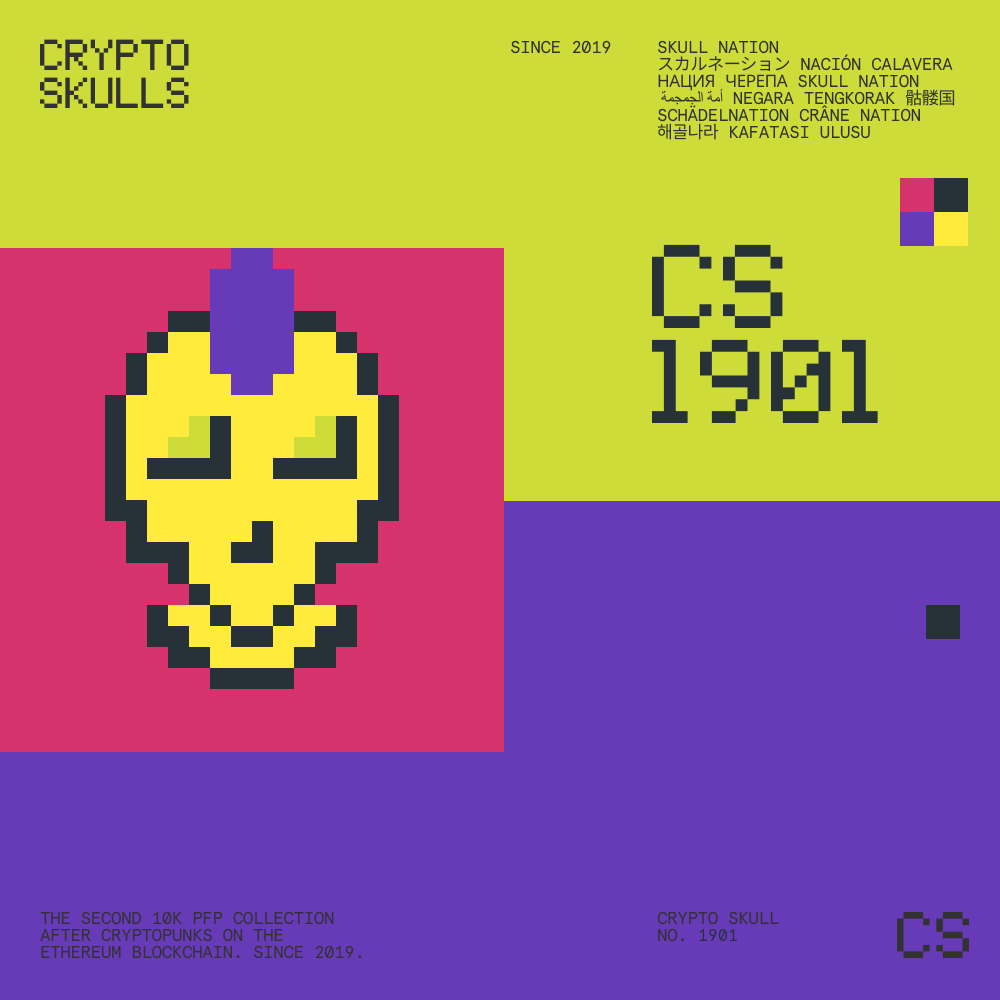 CRYPTO
SKULLS
SINCE 2019
SKULL NATION
スカルネーション NACIÓN CALAVERA
НАЦИЯ ЧЕРЕПА SKULL NATION
أمة الجمجمة NEGARA TENGKORAK 骷髅国
SCHÄDELNATION CRÂNE NATION
해골나라 KAFATASI ULUSU
CS
1901
THE SECOND 10K PFP COLLECTION
AFTER CRYPTOPUNKS ON THE
ETHEREUM BLOCKCHAIN. SINCE 2019.
CRYPTO SKULL
NO. 1901
CS